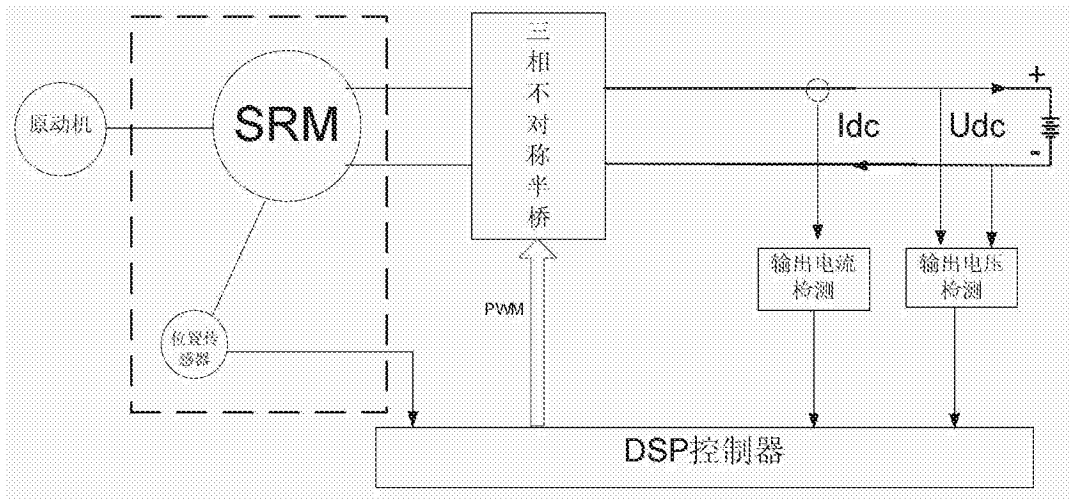 三相不对称半桥
原动机
SRM
Idc
Udc
+
-
输出电流
检测
输出电压
检测
PWM
位置传
感器
DSP控制器